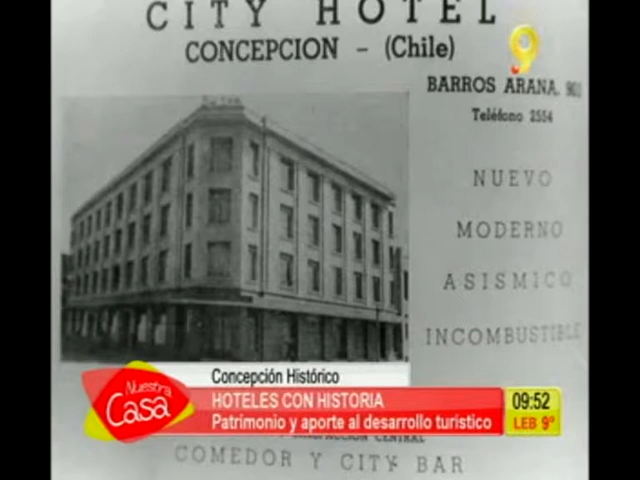 CITY HOTEL
CONCEPCION - (Chile)
9
BARROS ARANA, 901
Teléfono 2554
NUEVO
MODERNO
ASISMICO
INCOMBUSTIBLE
Concepción Histórico
Nuestra
Casa
HOTELES CON HISTORIA
Patrimonio y aporte al desarrollo turístico
09:52
LEB 9°
CENTRAL
COMEDOR Y CITY BAR